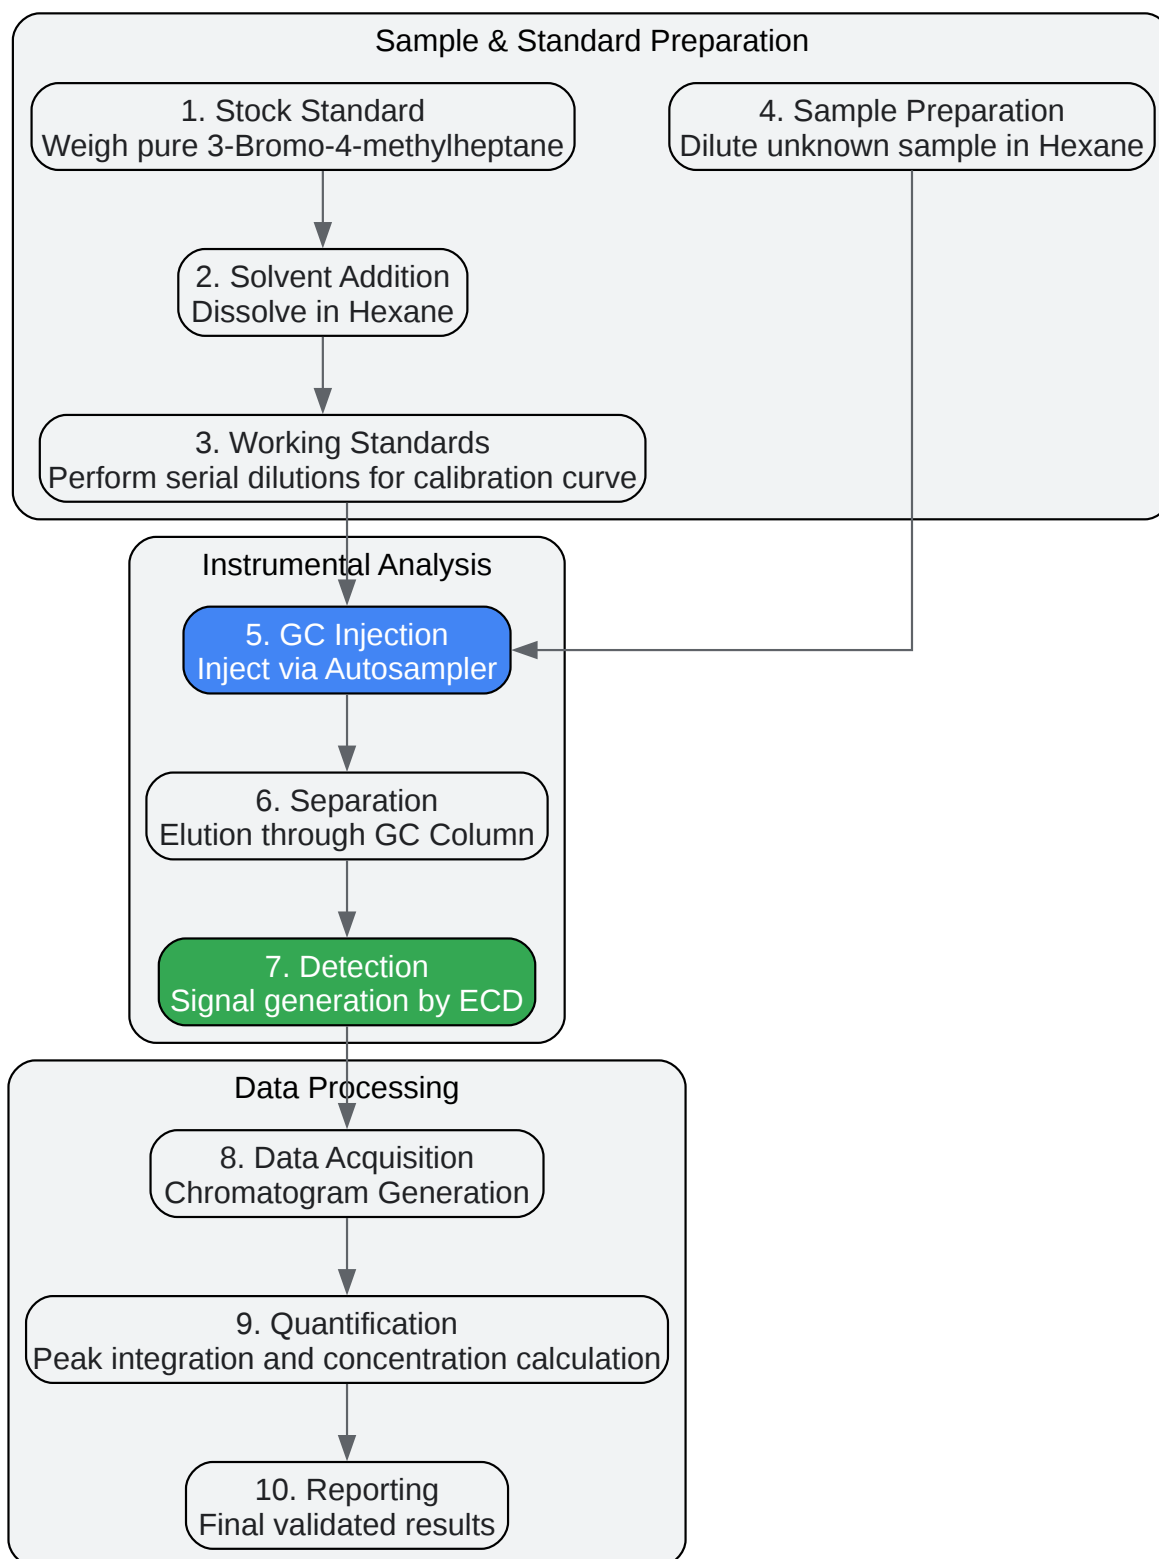 Sample & Standard Preparation
1. Stock Standard
Weigh pure 3-Bromo-4-methylheptane
4. Sample Preparation
Dilute unknown sample in Hexane
2. Solvent Addition
Dissolve in Hexane
3. Working Standards
Perform serial dilutions for calibration curve
Instrumental Analysis
5. GC Injection
Inject via Autosampler
6. Separation
Elution through GC Column
7. Detection
Signal generation by ECD
Data Processing
8. Data Acquisition
Chromatogram Generation
9. Quantification
Peak integration and concentration calculation
10. Reporting
Final validated results